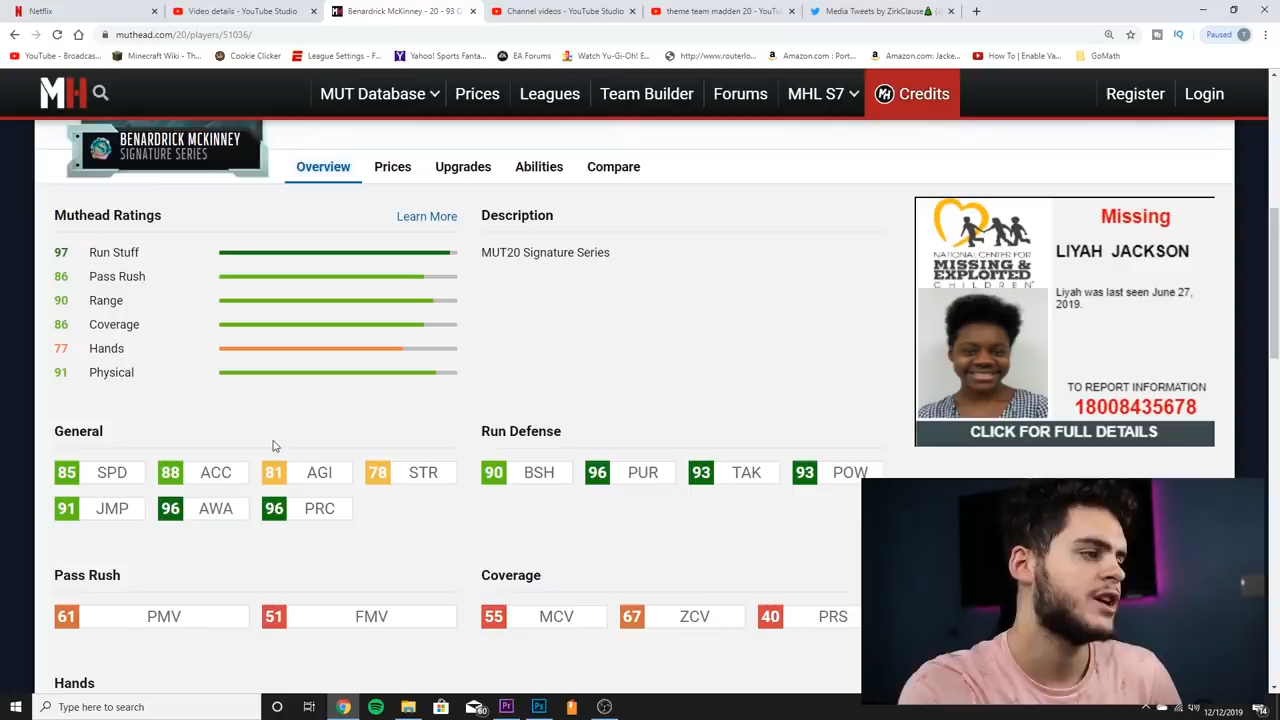 Netflix
Video details - YouTube Studio
Benardrick McKinney - 20 - 93 O
Channel videos - YouTube Studio
theme team madden 20 - YouTu
Media Tweets by ZirkClause
muthead.com/20/players/51036/
Paused
T
YouTube - Broadcas...
Minecraft Wiki - Th...
Cookie Clicker
League Settings - F...
Yahoo! Sports Fanta...
EA Forums
Watch Yu-Gi-Oh! E...
http://www.routerlo...
Amazon.com : Port...
Amazon.com: Jacke...
How To | Enable Va...
GoMath
MH
MUT Database
Prices
Leagues
Team Builder
Forums
MHL S7
Credits
Register
Login
BENARDRICK MCKINNEY
SIGNATURE SERIES
Overview
Prices
Upgrades
Abilities
Compare
Muthead Ratings
Learn More
97 Run Stuff
86 Pass Rush
90 Range
86 Coverage
77 Hands
91 Physical
Description
MUT20 Signature Series
NATIONAL CENTER FOR
MISSING &
EXPLOITED
CHILDREN
Missing
LIYAH JACKSON
Liyah was last seen June 27,
2019.
TO REPORT INFORMATION
18008435678
CLICK FOR FULL DETAILS
General
85 SPD
88 ACC
81 AGI
78 STR
91 JMP
96 AWA
96 PRC
Run Defense
90 BSH
96 PUR
93 TAK
93 POW
Pass Rush
61 PMV
51 FMV
Coverage
55 MCV
67 ZCV
40 PRS
Hands
Type here to search
60
Pr
Ps
12/12/2019